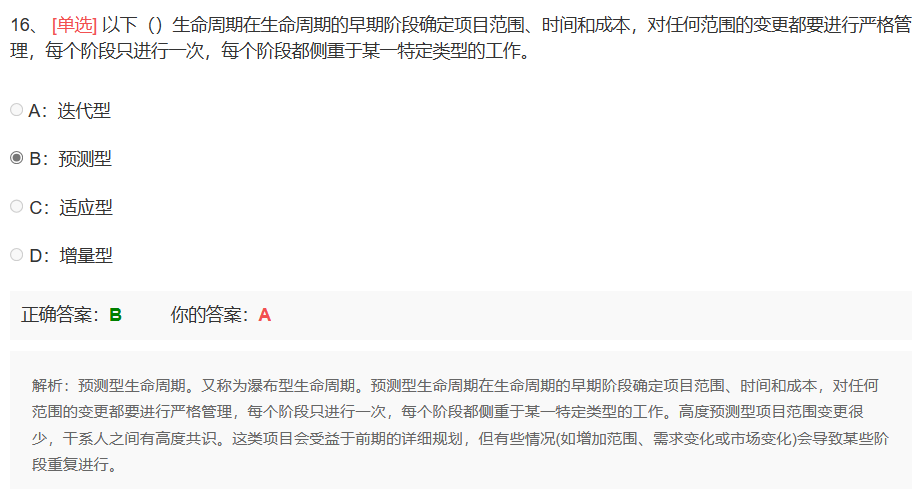 16、 [单选] 以下（）生命周期在生命周期的早期阶段确定项目范围、时间和成本，对任何范围的变更都要进行严格管
理，每个阶段只进行一次，每个阶段都侧重于某一特定类型的工作。
A：迭代型
B：预测型
C：适应型
D：增量型
正确答案：B 你的答案：A
解析：预测型生命周期。又称为瀑布型生命周期。预测型生命周期在生命周期的早期阶段确定项目范围、时间和成本，对任何
范围的变更都要进行严格管理，每个阶段只进行一次，每个阶段都侧重于某一特定类型的工作。高度预测型项目范围变更很
少，干系人之间有高度共识。这类项目会受益于前期的详细规划，但有些情况(如增加范围、需求变化或市场变化)会导致某些阶
段重复进行。